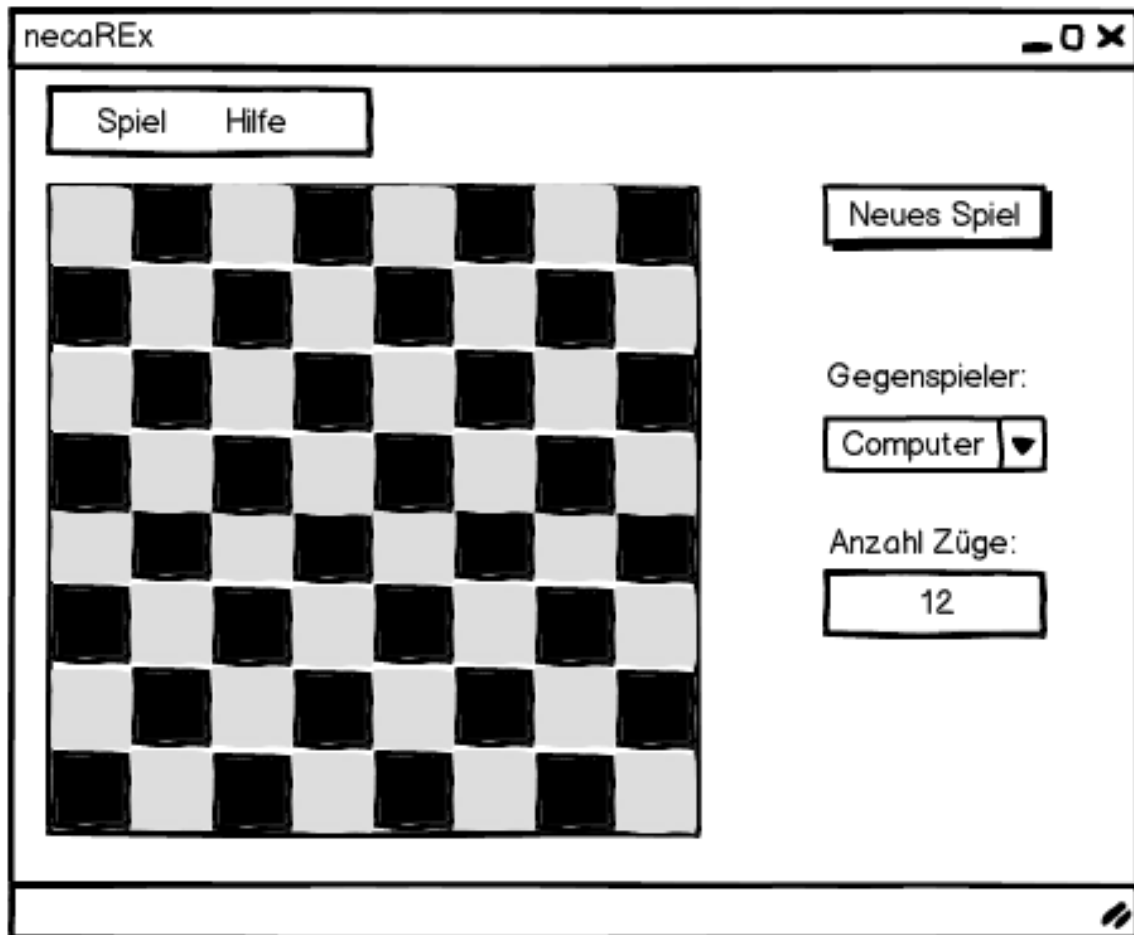 necaREx
Spiel Hilfe
Neues Spiel
Gegenspieler:
Computer
Anzahl Züge:
12